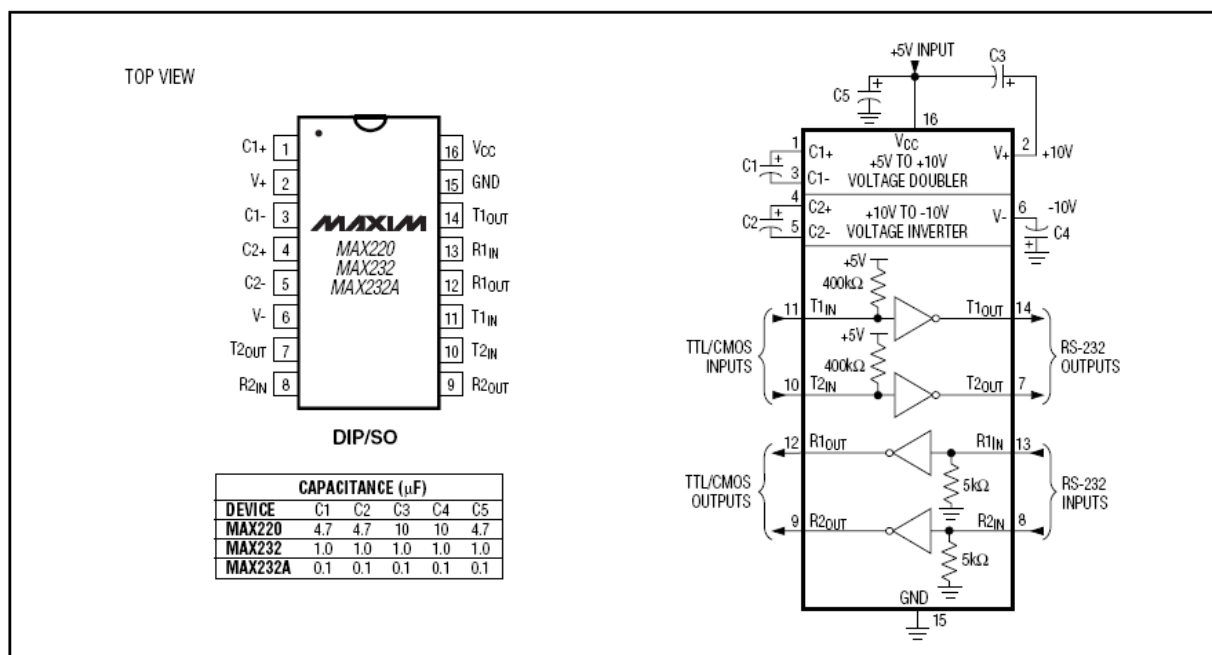 TOP VIEW
C1+ 1
V+ 2
C1- 3
C2+ 4
C2- 5
V- 6
T2OUT 7
R2IN 8
MAXIM
MAX220
MAX232
MAX232A
16 VCC
15 GND
14 T1OUT
13 R1IN
12 R1OUT
11 T1IN
10 T2IN
9 R2OUT
DIP/SO
CAPACITANCE (µF)
DEVICE C1 C2 C3 C4 C5
MAX220 4.7 4.7 10 10 4.7
MAX232 1.0 1.0 1.0 1.0 1.0
MAX232A 0.1 0.1 0.1 0.1 0.1
+5V INPUT
C3
+
+
C5
16
1
C1+
VCC
2
V+
+10V
C1
+
+5V TO +10V
3
C1-
VOLTAGE DOUBLER
4
C2+
+10V TO -10V
6
V-
-10V
C2
+
5
C2-
VOLTAGE INVERTER
C4
+
+5V
400kΩ
11 T1IN
T1OUT 14
+5V
TTL/CMOS
INPUTS
400kΩ
RS-232
OUTPUTS
10 T2IN
T2OUT 7
12 R1OUT
R1IN 13
TTL/CMOS
OUTPUTS
5kΩ
RS-232
INPUTS
9 R2OUT
R2IN 8
5kΩ
GND
15